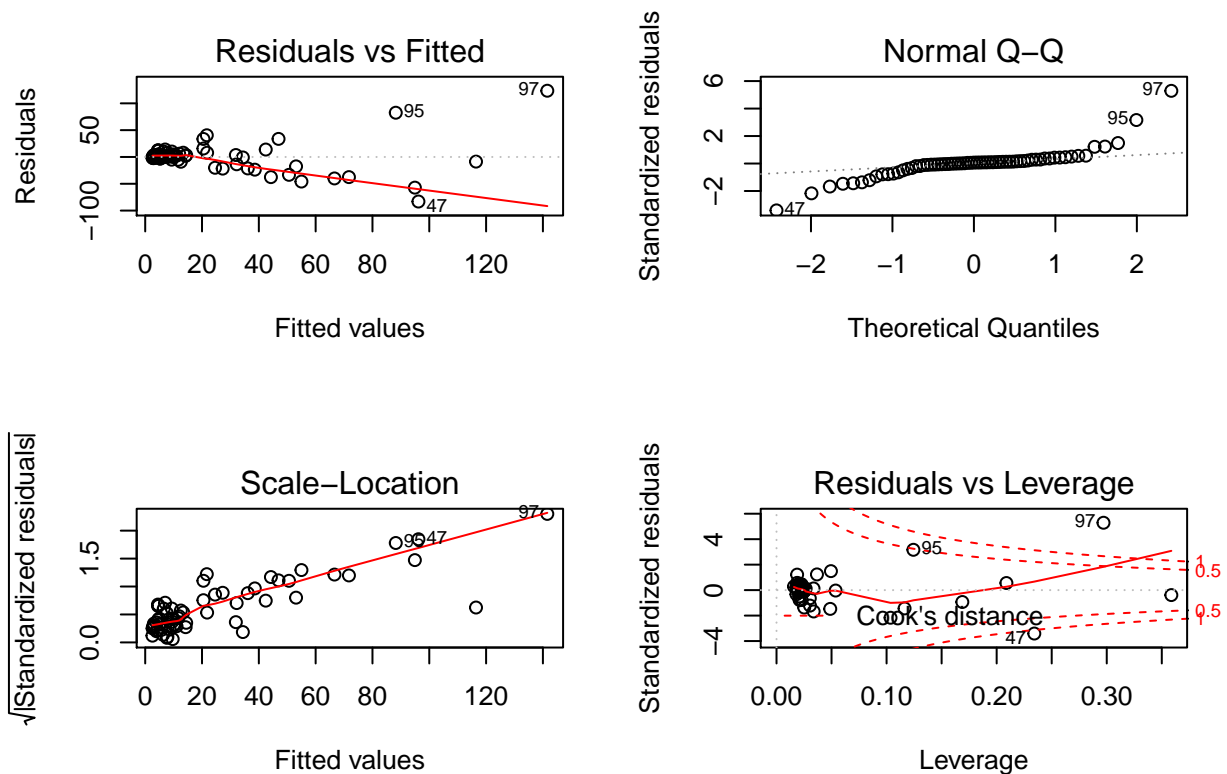 Residuals vs Fitted
Residuals
50
−100
97
95
47
0 20 40 60 80 120
Fitted values
Normal Q−Q
Standardized residuals
6
2
−2
97
95
47
−2 −1 0 1 2
Theoretical Quantiles
Scale−Location
√|Standardized residuals|
1.5
0.0
97
95
47
0 20 40 60 80 120
Fitted values
Residuals vs Leverage
Standardized residuals
4
0
−4
97
95
47
Cook's distance
1
0.5
0.5
1
0.00 0.10 0.20 0.30
Leverage